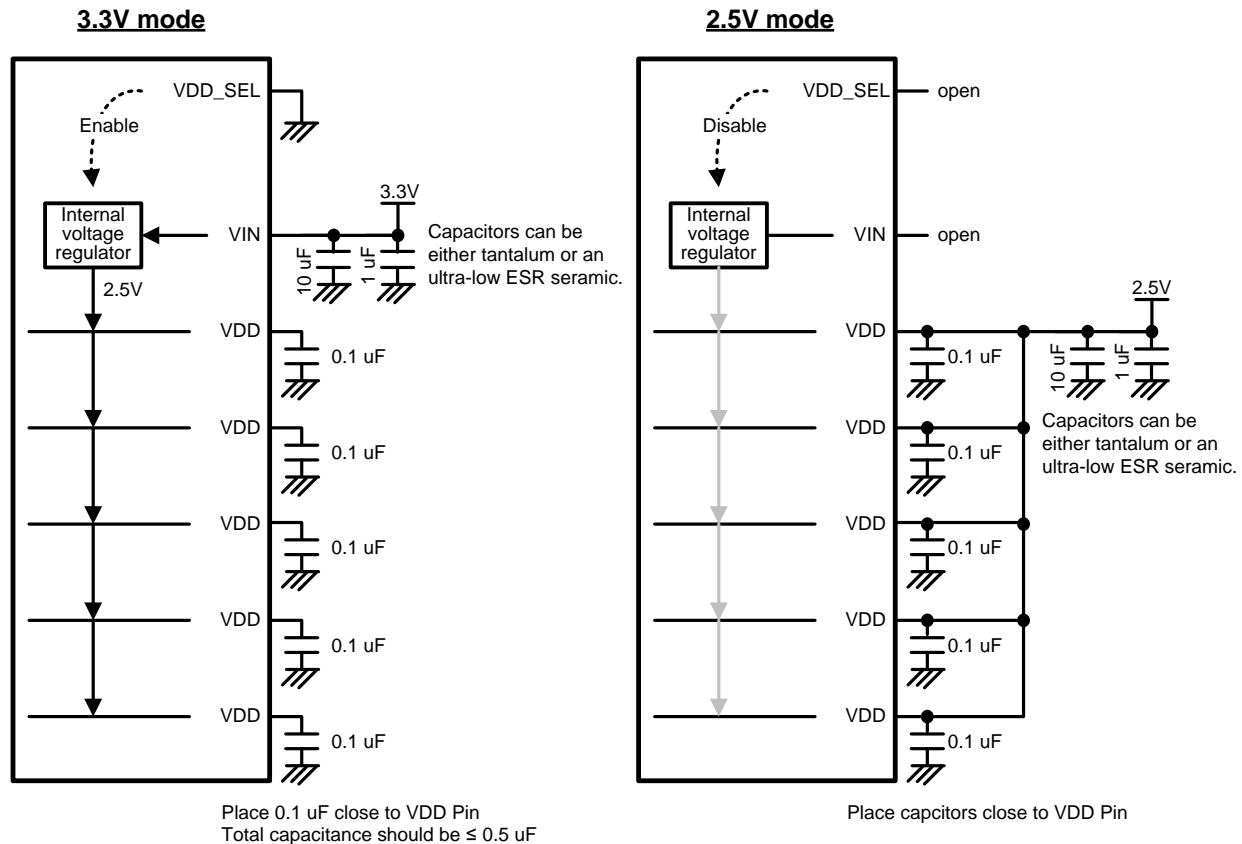 3.3V mode
VDD_SEL
Enable
Internal
voltage
regulator
VIN
3.3V
10 uF
1 uF
Capacitors can be
either tantalum or an
ultra-low ESR seramic.
2.5V
VDD
0.1 uF
VDD
0.1 uF
VDD
0.1 uF
VDD
0.1 uF
VDD
0.1 uF
Place 0.1 uF close to VDD Pin
Total capacitance should be ≤ 0.5 uF
2.5V mode
VDD_SEL
open
Disable
Internal
voltage
regulator
VIN
open
2.5V
VDD
0.1 uF
10 uF
1 uF
Capacitors can be
either tantalum or an
ultra-low ESR seramic.
VDD
0.1 uF
VDD
0.1 uF
VDD
0.1 uF
VDD
0.1 uF
Place capcitors close to VDD Pin